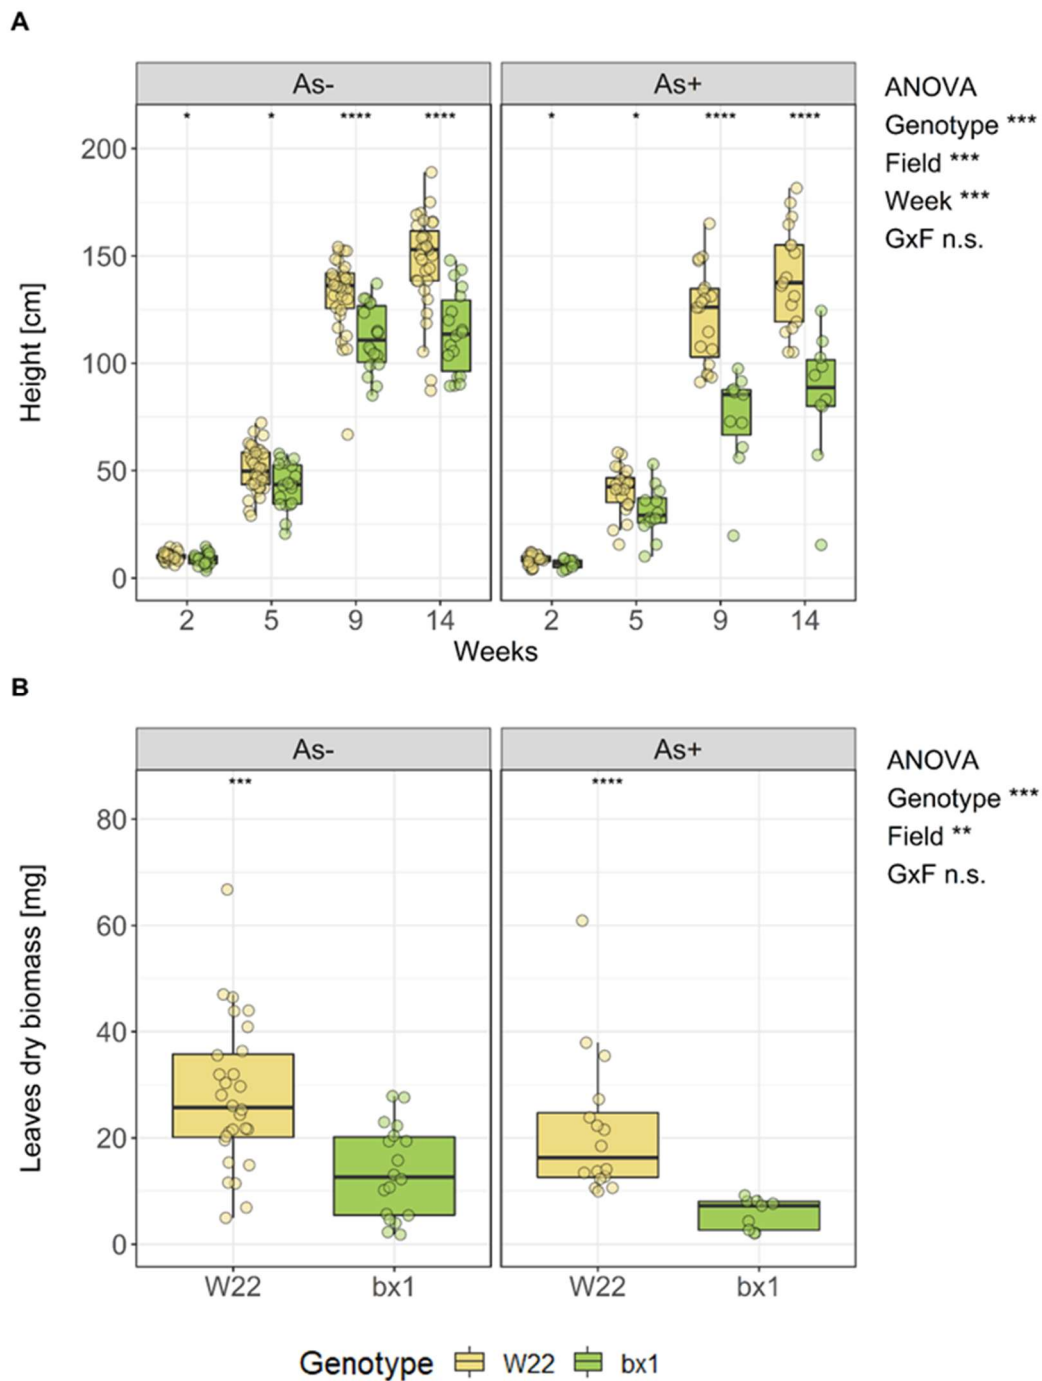 A
As-
As+
* * **** ****
* * **** ****
ANOVA
Genotype ***
Field ***
Week ***
GxF n.s.
Height [cm]
200
150
100
50
0
2 5 9 14
2 5 9 14
Weeks
B
As-
As+
***
****
ANOVA
Genotype ***
Field **
GxF n.s.
Leaves dry biomass [mg]
80
60
40
20
0
W22 bx1
W22 bx1
Genotype W22 bx1